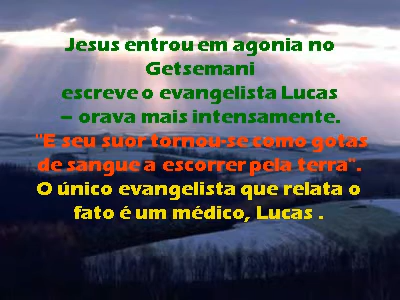 Jesus entrou em agonia no
Getsemani
escreve o evangelista Lucas
– orava mais intensamente.
"E seu suor tornou-se como gotas
de sangue a escorrer pela terra".
O único evangelista que relata o
fato é um médico, Lucas .